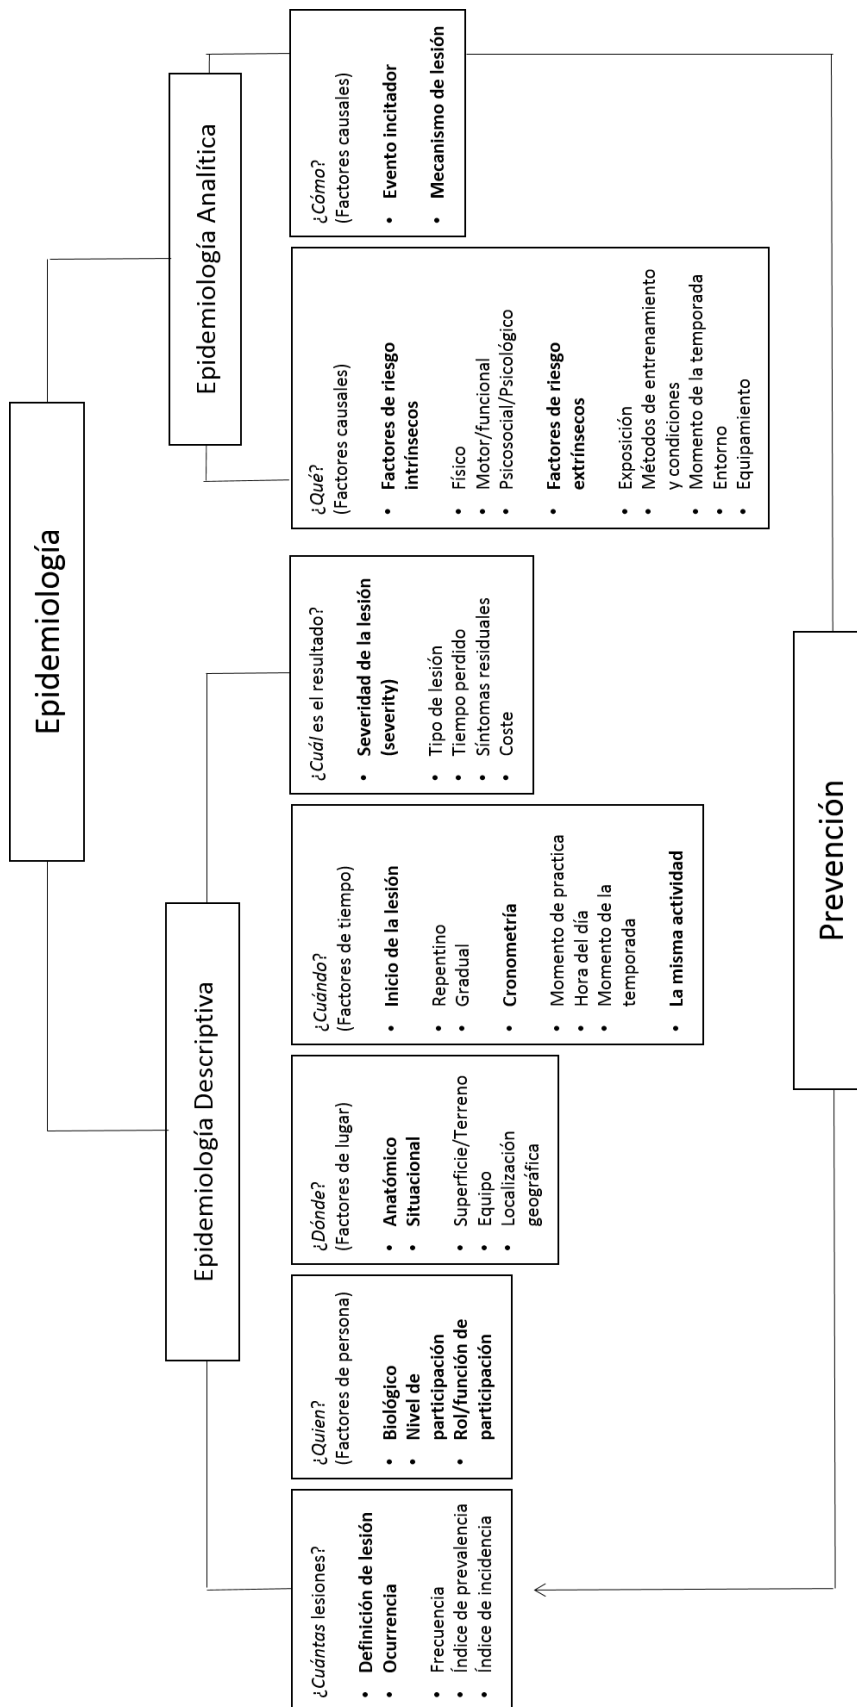 Epidemiología
Epidemiología Descriptiva
Epidemiología Analítica
¿Cuántas lesiones?
• Definición de lesión
• Ocurrencia
• Frecuencia
• Índice de prevalencia
• Índice de incidencia
¿Quien?
(Factores de persona)
• Biológico
• Nivel de
participación
• Rol/función de
participación
¿Dónde?
(Factores de lugar)
• Anatómico
• Situacional
• Superficie/Terreno
• Equipo
• Localización
geográfica
¿Cuándo?
(Factores de tiempo)
• Inicio de la lesión
• Repentino
• Gradual
• Cronometría
• Momento de practica
• Hora del día
• Momento de la
temporada
• La misma actividad
¿Cuál es el resultado?
• Severidad de la lesión
(severity)
• Tipo de lesión
• Tiempo perdido
• Síntomas residuales
• Coste
¿Qué?
(Factores causales)
• Factores de riesgo
intrínsecos
• Físico
• Motor/funcional
• Psicosocial/Psicológico
• Factores de riesgo
extrínsecos
• Exposición
• Métodos de entrenamiento
y condiciones
• Momento de la temporada
• Entorno
• Equipamiento
¿Cómo?
(Factores causales)
• Evento incitador
• Mecanismo de lesión
Prevención